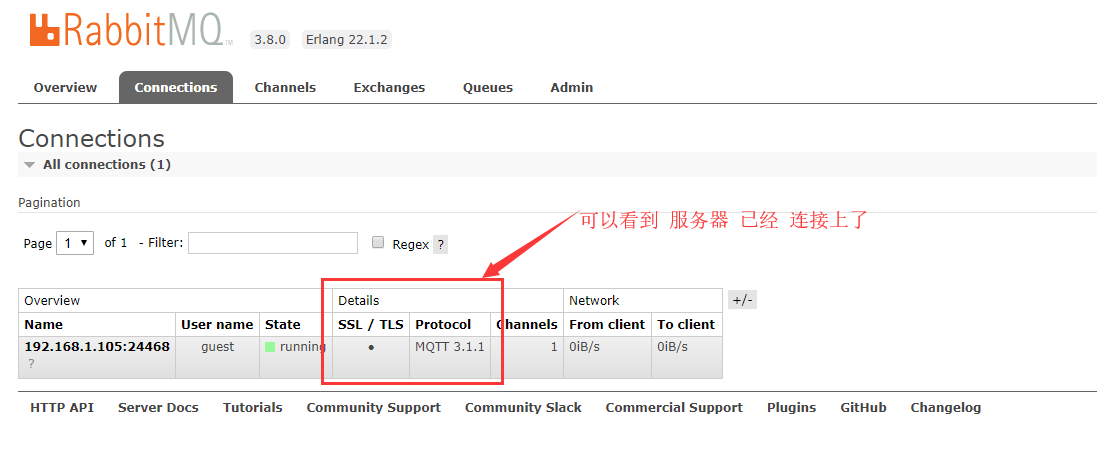 RabbitMQ TM 3.8.0 Erlang 22.1.2
Overview Connections Channels Exchanges Queues Admin
Connections
All connections (1)
Pagination
可以看到 服务器 已经 连接上了
Page 1 of 1 - Filter: Regex ?
Overview Details Network +/-
Name User name State SSL / TLS Protocol Channels From client To client
192.168.1.105:24468 guest running ● MQTT 3.1.1 1 0iB/s 0iB/s
?
HTTP API Server Docs Tutorials Community Support Community Slack Commercial Support Plugins GitHub Changelog